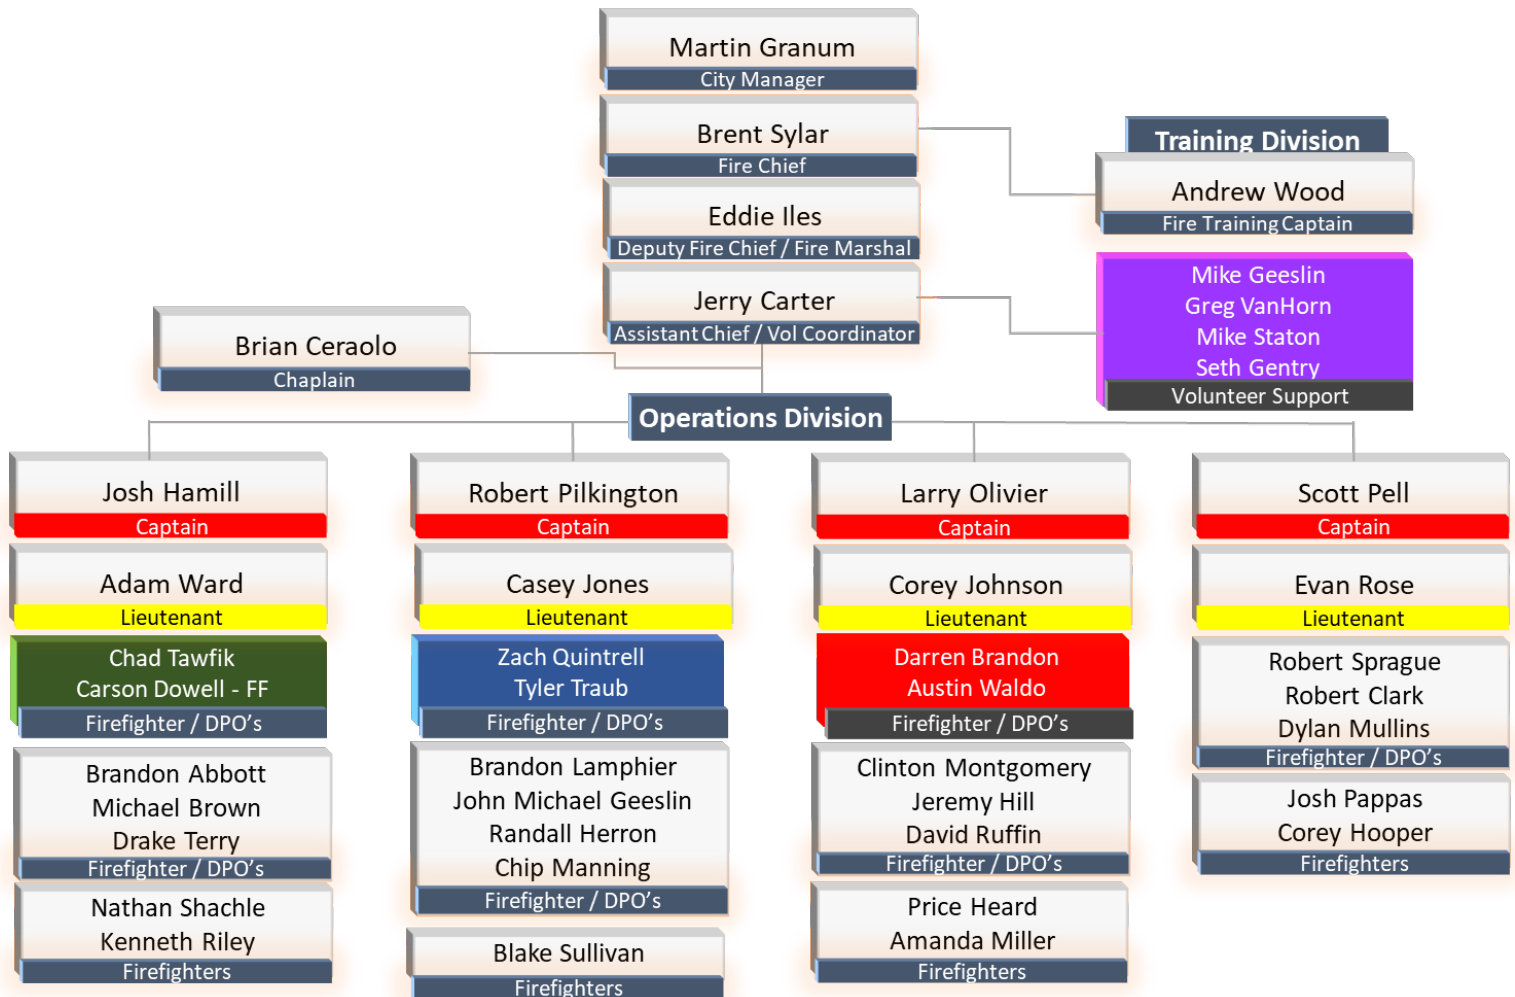 Martin Granum
City Manager
Brent Sylar
Fire Chief
Training Division
Andrew Wood
Fire Training Captain
Eddie Iles
Deputy Fire Chief / Fire Marshal
Jerry Carter
Assistant Chief / Vol Coordinator
Mike Geeslin
Greg VanHorn
Mike Staton
Seth Gentry
Volunteer Support
Brian Ceraolo
Chaplain
Operations Division
Josh Hamill
Captain
Adam Ward
Lieutenant
Chad Tawfik
Carson Dowell - FF
Firefighter / DPO’s
Brandon Abbott
Michael Brown
Drake Terry
Firefighter / DPO’s
Nathan Shachle
Kenneth Riley
Firefighters
Robert Pilkington
Captain
Casey Jones
Lieutenant
Zach Quintrell
Tyler Traub
Firefighter / DPO’s
Brandon Lamphier
John Michael Geeslin
Randall Herron
Chip Manning
Firefighter / DPO’s
Blake Sullivan
Firefighters
Larry Olivier
Captain
Corey Johnson
Lieutenant
Darren Brandon
Austin Waldo
Firefighter / DPO’s
Clinton Montgomery
Jeremy Hill
David Ruffin
Firefighter / DPO’s
Price Heard
Amanda Miller
Firefighters
Scott Pell
Captain
Evan Rose
Lieutenant
Robert Sprague
Robert Clark
Dylan Mullins
Firefighter / DPO’s
Josh Pappas
Corey Hooper
Firefighters